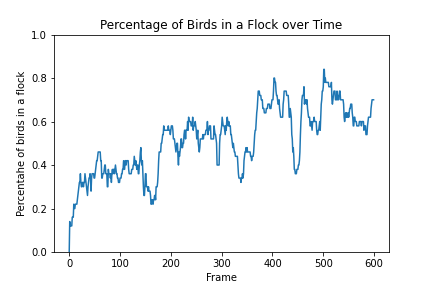 Percentage of Birds in a Flock over Time
1.0
0.8
0.6
0.4
0.2
0.0
Percentahe of birds in a flock
0 100 200 300 400 500 600
Frame